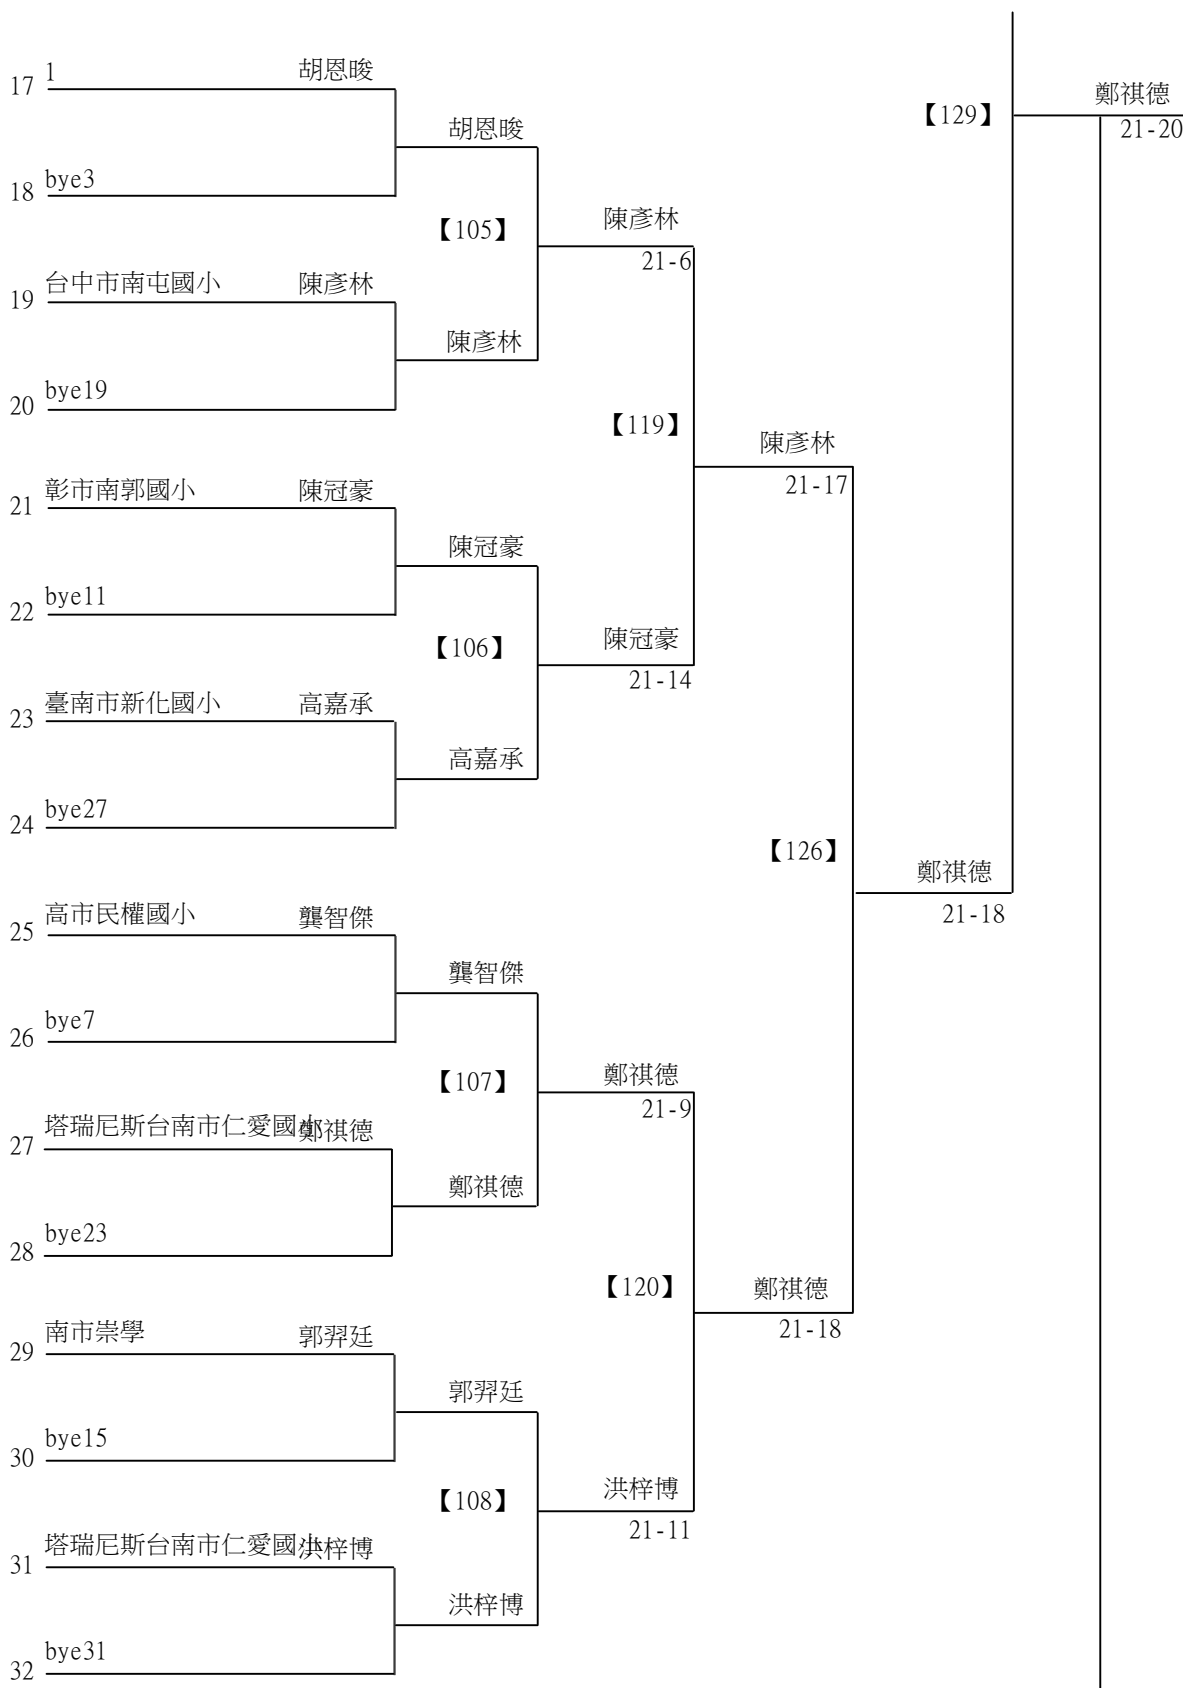 17 1 胡恩晙
【129】 鄭祺德
21-20
胡恩晙
18 bye3
【105】 陳彥林
21-6
19 台中市南屯國小 陳彥林
陳彥林
20 bye19
【119】 陳彥林
21-17
21 彰市南郭國小 陳冠豪
陳冠豪
22 bye11
【106】 陳冠豪
21-14
23 臺南市新化國小 高嘉承
高嘉承
24 bye27
【126】 鄭祺德
21-18
25 高市民權國小 龔智傑
龔智傑
26 bye7
【107】 鄭祺德
21-9
27 塔瑞尼斯台南市仁愛國小 鄭祺德
鄭祺德
28 bye23
【120】 鄭祺德
21-18
29 南市崇學 郭羿廷
郭羿廷
30 bye15
【108】 洪梓博
21-11
31 塔瑞尼斯台南市仁愛國小 洪梓博
洪梓博
32 bye31